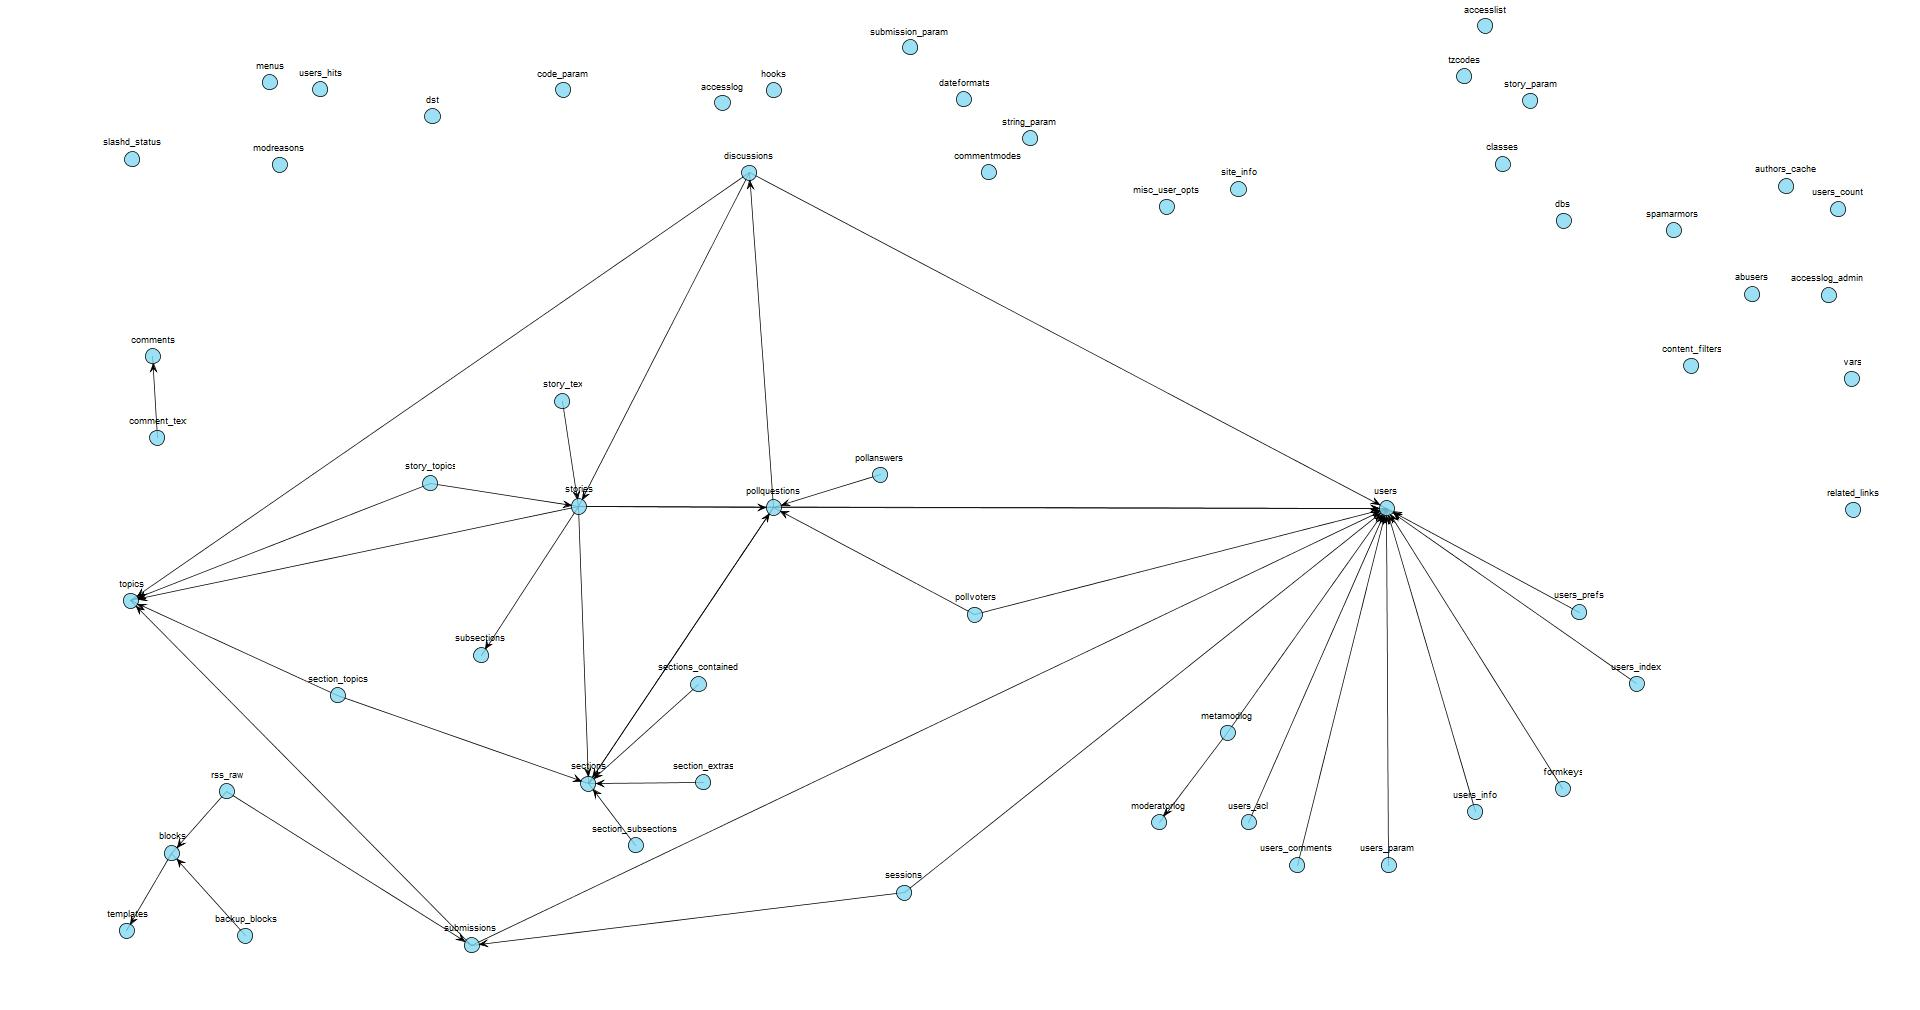 accesslist
submission_param
tzcodes
menus
users_hits
code_param
accesslog
hooks
dateformats
story_param
dst
string_param
slashd_status
modreasons
discussions
commentmodes
classes
misc_user_opts
site_info
authors_cache
users_count
dbs
spamarmors
abusers
accesslog_admin
comments
content_filters
vars
story_tex
comment_tex
story_topics
pollanswers
stories
pollquestions
users
related_links
topics
pollvoters
users_prefs
subsections
sections_contained
users_index
section_topics
metamodlog
sections
section_extras
rss_raw
formkeys
users_info
moderatorlog
users_acl
blocks
section_subsections
users_comments
users_param
sessions
templates
backup_blocks
submissions